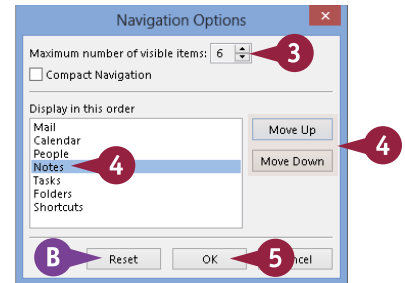 Navigation Options
Maximum number of visible items: 6
3
Compact Navigation
Display in this order
Mail
Calendar
People
Notes
Tasks
Folders
Shortcuts
4
Move Up
Move Down
4
B
Reset
OK
5